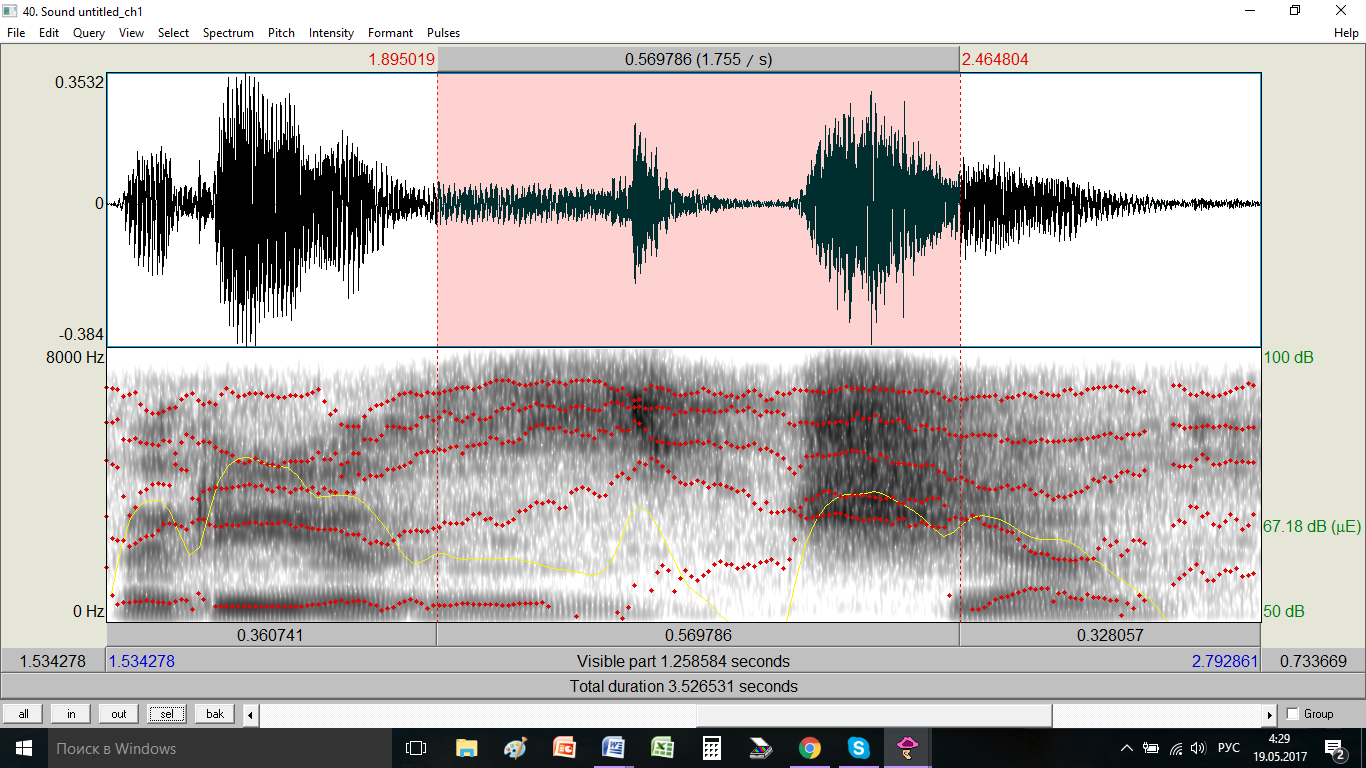 40. Sound untitled_ch1
File Edit Query View Select Spectrum Pitch Intensity Formant Pulses Help
1.895019 0.569786 (1.755 / s) 2.464804
0.3532
0
-0.384
8000 Hz 100 dB
67.18 dB (µE)
0 Hz 50 dB
0.360741 0.569786 0.328057
1.534278 1.534278 Visible part 1.258584 seconds 2.792861 0.733669
Total duration 3.526531 seconds
all in out sel bak Group
Поиск в Windows РУС 4:29
19.05.2017 2